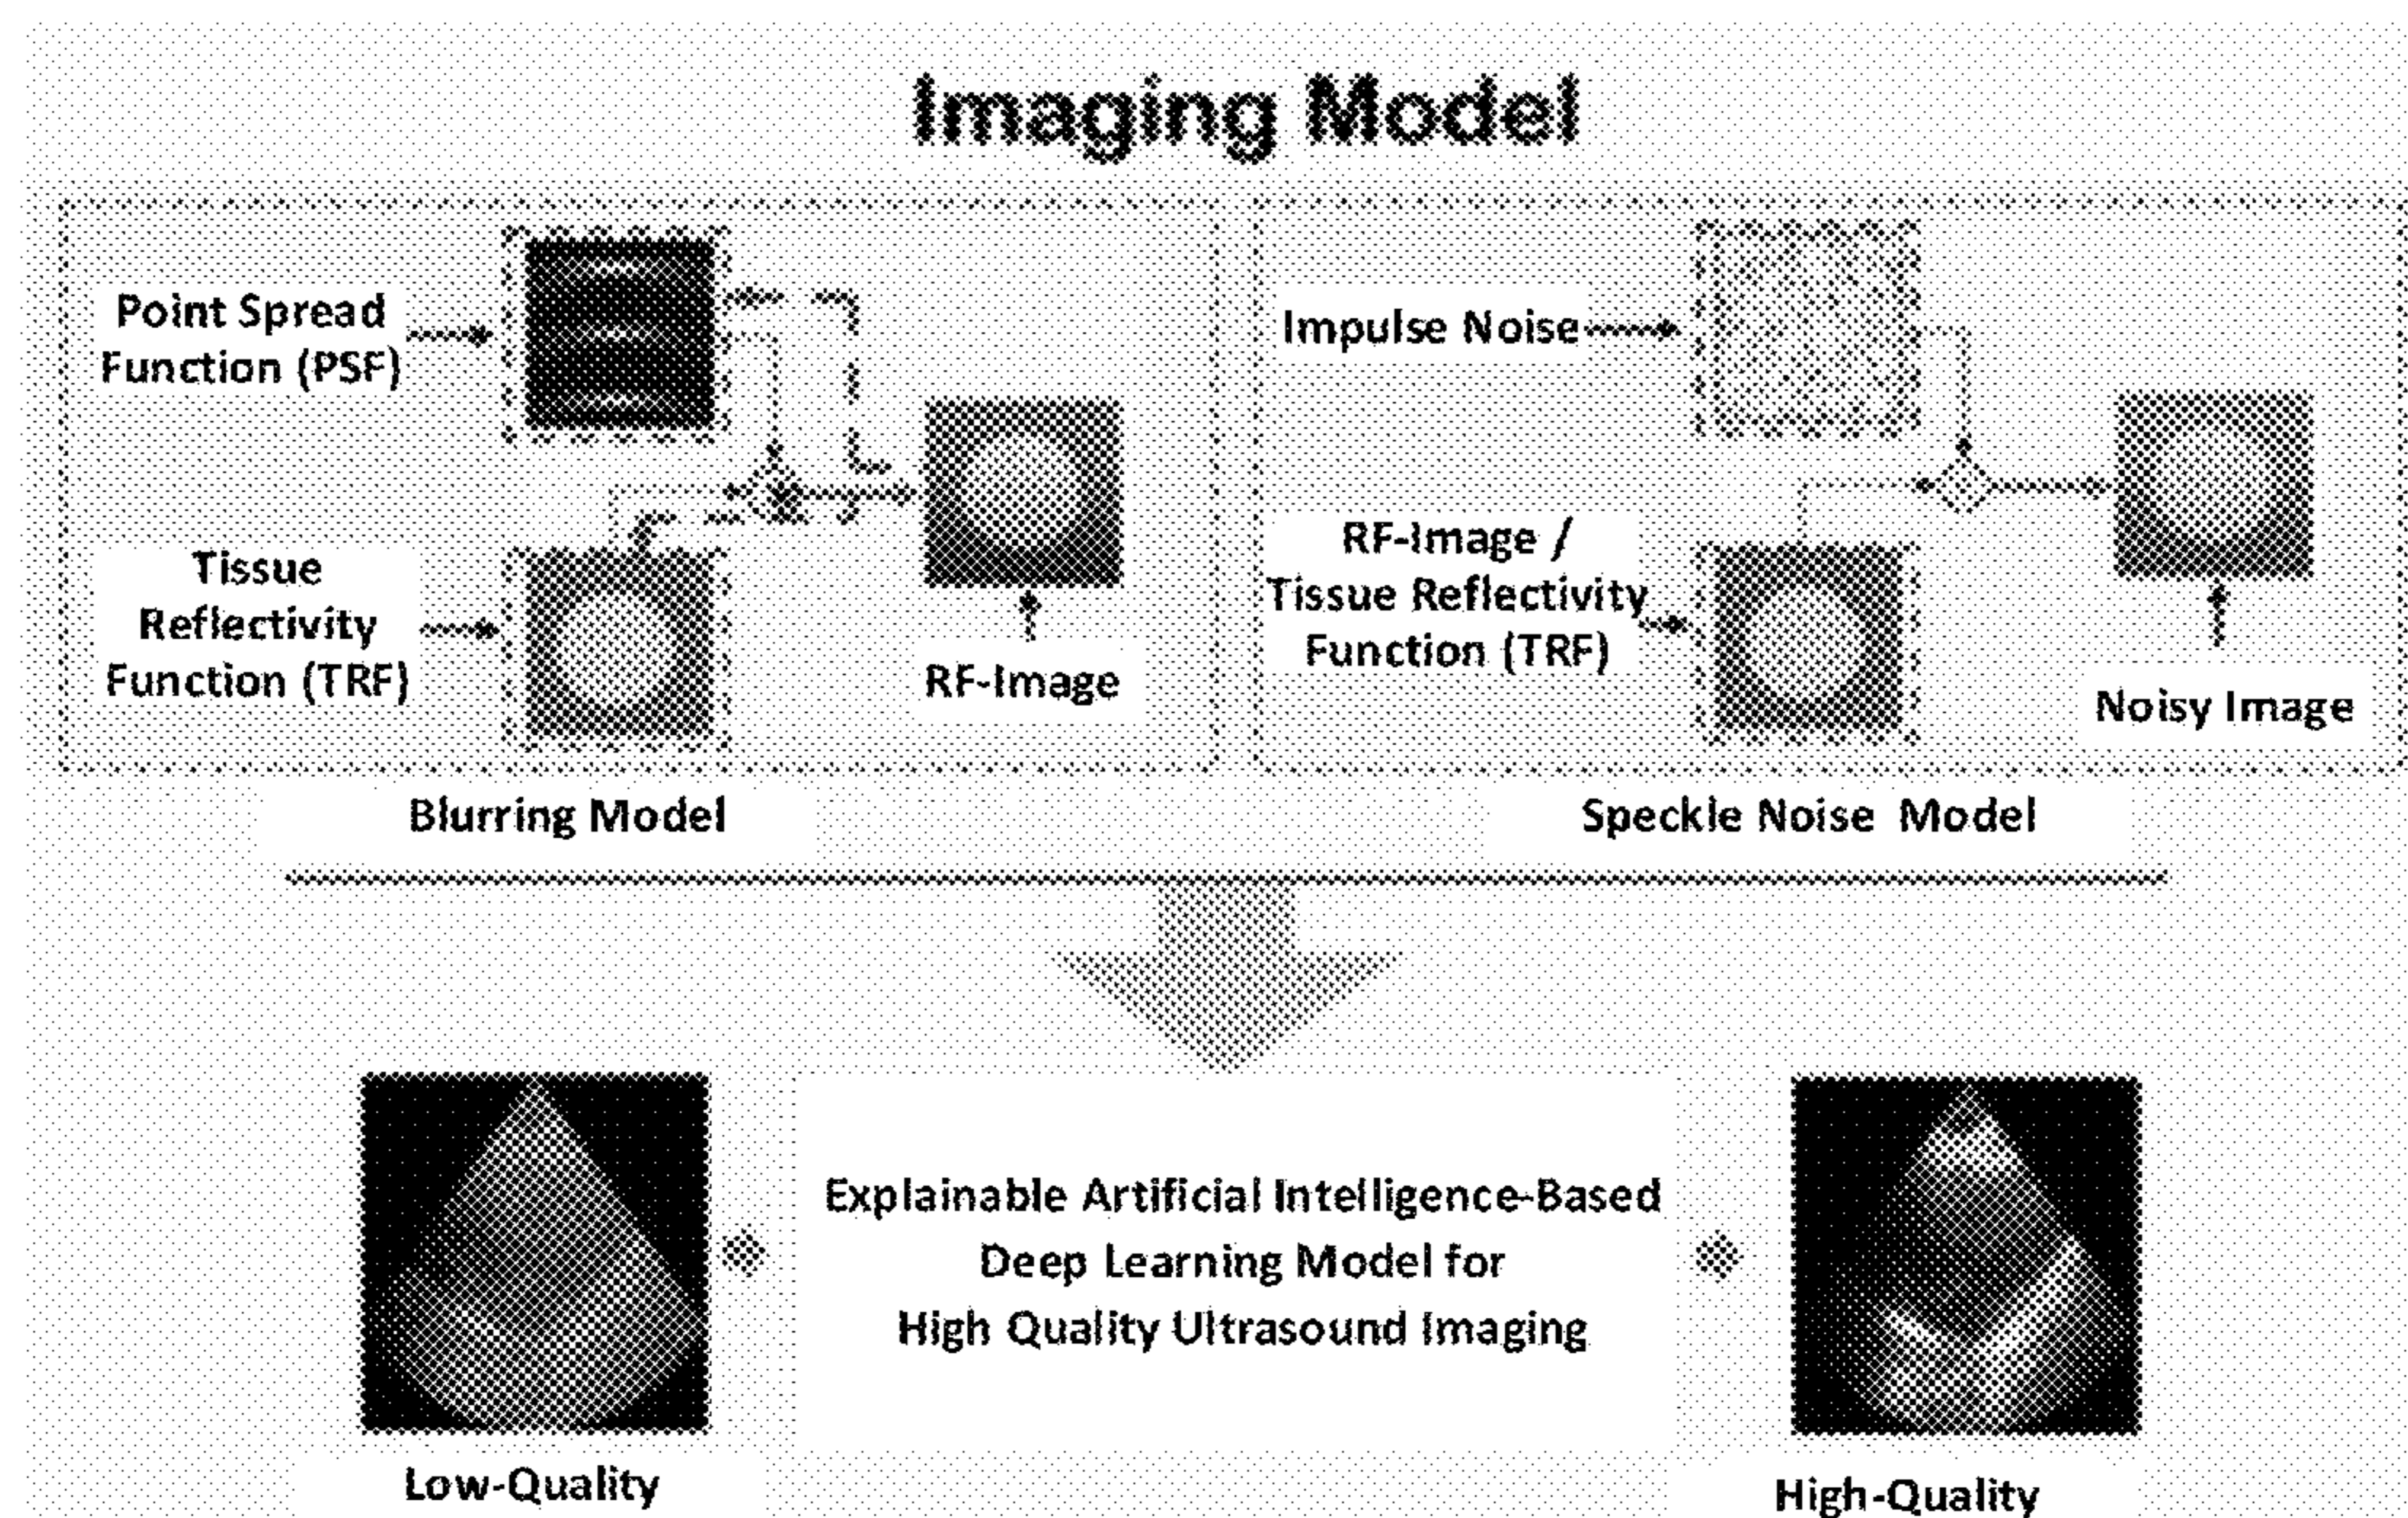 Imaging Model
Point Spread
Function (PSF)
Tissue
Reflectivity
Function (TRF)
RF-Image
Blurring Model
Impulse Noise
RF-Image /
Tissue Reflectivity
Function (TRF)
Noisy Image
Speckle Noise Model
Low-Quality
Explainable Artificial Intelligence-Based
Deep Learning Model for
High Quality Ultrasound Imaging
High-Quality